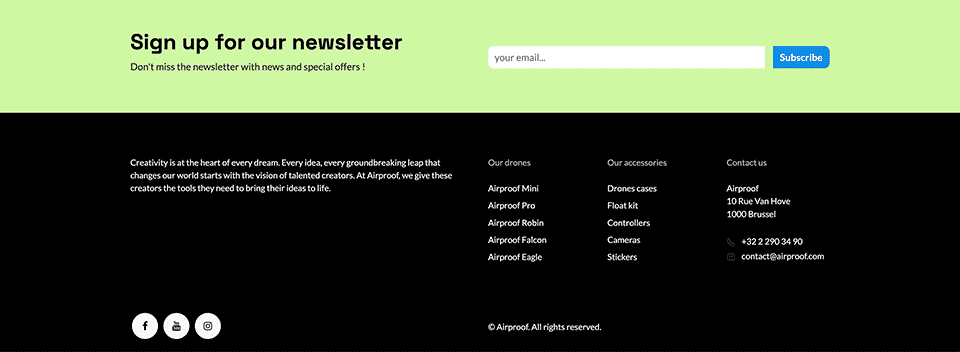 Sign up for our newsletter
Don't miss the newsletter with news and special offers !
your email...
Subscribe
Creativity is at the heart of every dream. Every idea, every groundbreaking leap that
changes our world starts with the vision of talented creators. At Airproof, we give these
creators the tools they need to bring their ideas to life.
Our drones
Airproof Mini
Airproof Pro
Airproof Robin
Airproof Falcon
Airproof Eagle
Our accessories
Drones cases
Float kit
Controllers
Cameras
Stickers
Contact us
Airproof
10 Rue Van Hove
1000 Brussel
+32 2 290 34 90
contact@airproof.com
© Airproof. All rights reserved.